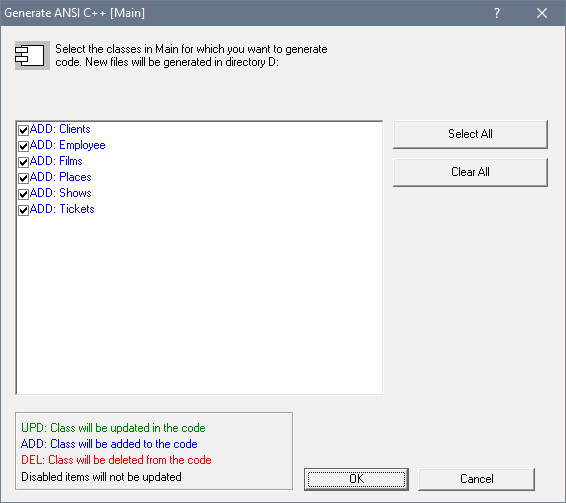 Generate ANSI C++ [Main]
?
Select the classes in Main for which you want to generate
code. New files will be generated in directory D:
ADD: Clients
ADD: Employee
ADD: Films
ADD: Places
ADD: Shows
ADD: Tickets
Select All
Clear All
UPD: Class will be updated in the code
ADD: Class will be added to the code
DEL: Class will be deleted from the code
Disabled items will not be updated
OK
Cancel